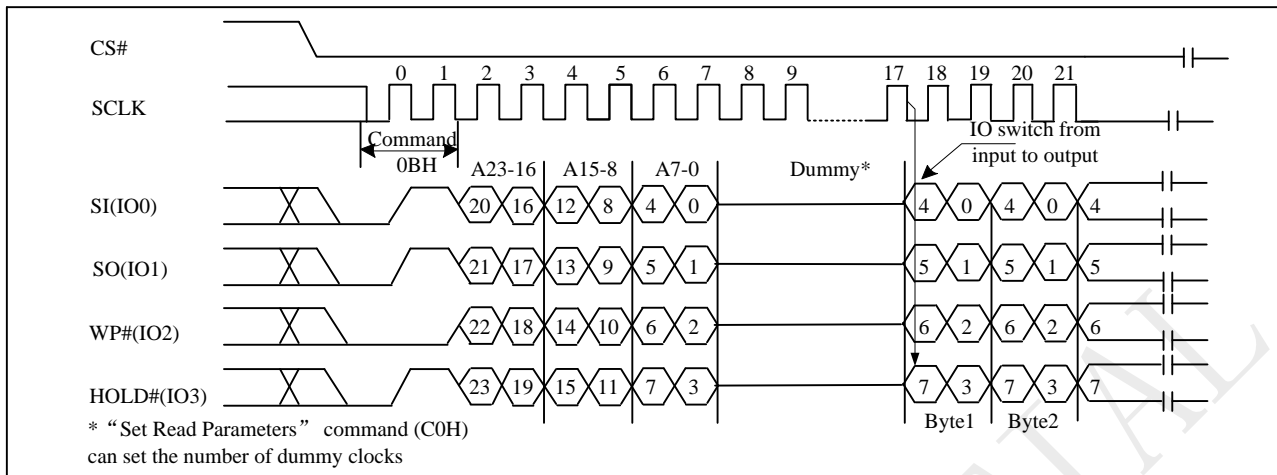 CS#
0 1 2 3 4 5 6 7 8 9 17 18 19 20 21
SCLK
Command
0BH
IO switch from
input to output
A23-16 A15-8 A7-0 Dummy*
SI(IO0) 20 16 12 8 4 0 4 0 4 0 4
SO(IO1) 21 17 13 9 5 1 5 1 5 1 5
WP#(IO2) 22 18 14 10 6 2 6 2 6 2 6
HOLD#(IO3) 23 19 15 11 7 3 7 3 7 3 7
Byte1 Byte2
* “Set Read Parameters” command (C0H)
can set the number of dummy clocks